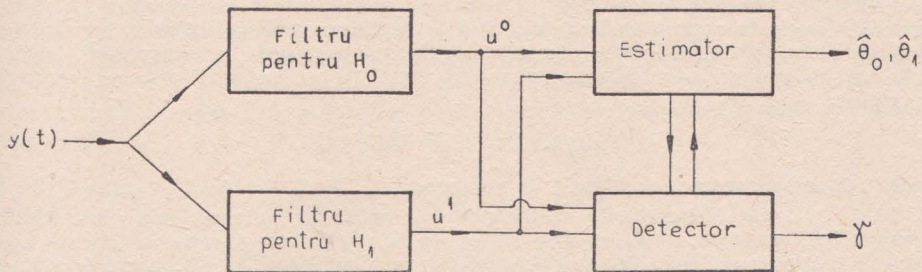 Filtru
pentru H₀
u⁰
Estimator
θ̂₀, θ̂₁
y(t)
Filtru
pentru H₁
u¹
Detector
γ